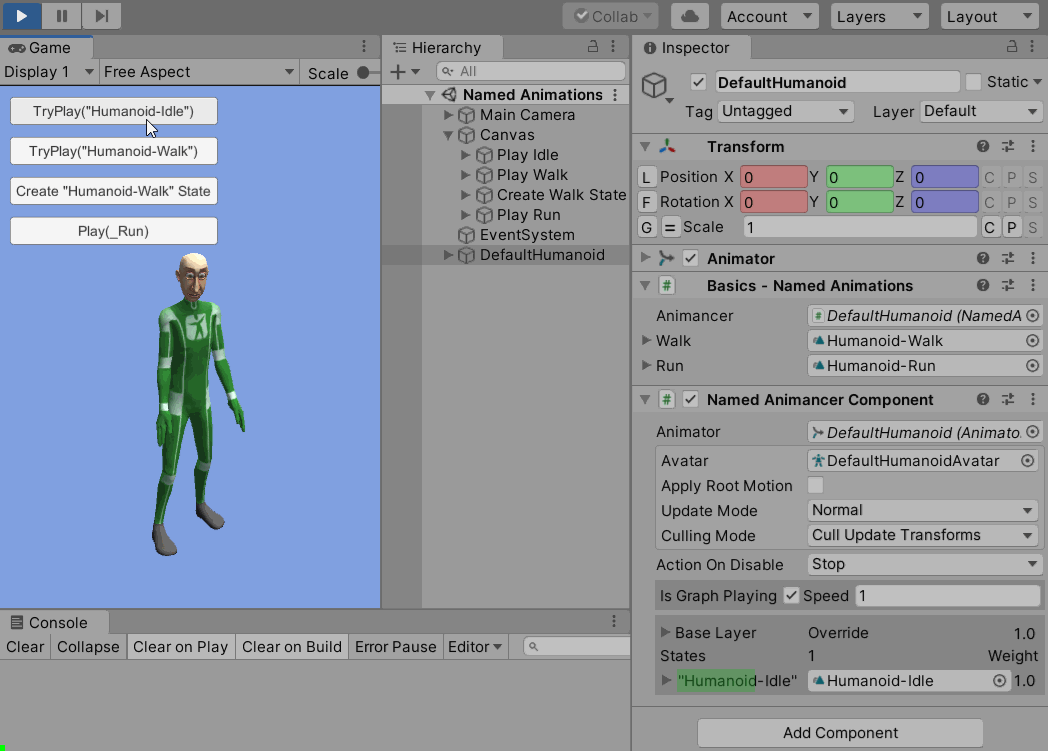 Collab
Account
Layers
Layout
Game
Display 1
Free Aspect
Scale
TryPlay("Humanoid-Idle")
TryPlay("Humanoid-Walk")
Create "Humanoid-Walk" State
Play(_Run)
Hierarchy
All
Named Animations
Main Camera
Canvas
Play Idle
Play Walk
Create Walk State
Play Run
EventSystem
DefaultHumanoid
Console
Clear
Collapse
Clear on Play
Clear on Build
Error Pause
Editor
Inspector
DefaultHumanoid
Static
Tag Untagged
Layer Default
Transform
L Position X 0 Y 0 Z 0 C P S
F Rotation X 0 Y 0 Z 0 C P S
G = Scale 1 C P S
Animator
# Basics - Named Animations
Animancer # DefaultHumanoid (NamedA
Walk Humanoid-Walk
Run Humanoid-Run
# Named Animancer Component
Animator DefaultHumanoid (Animato
Avatar DefaultHumanoidAvatar
Apply Root Motion
Update Mode Normal
Culling Mode Cull Update Transforms
Action On Disable Stop
Is Graph Playing Speed 1
Base Layer Override 1.0
States 1 Weight
"Humanoid-Idle" Humanoid-Idle 1.0
Add Component